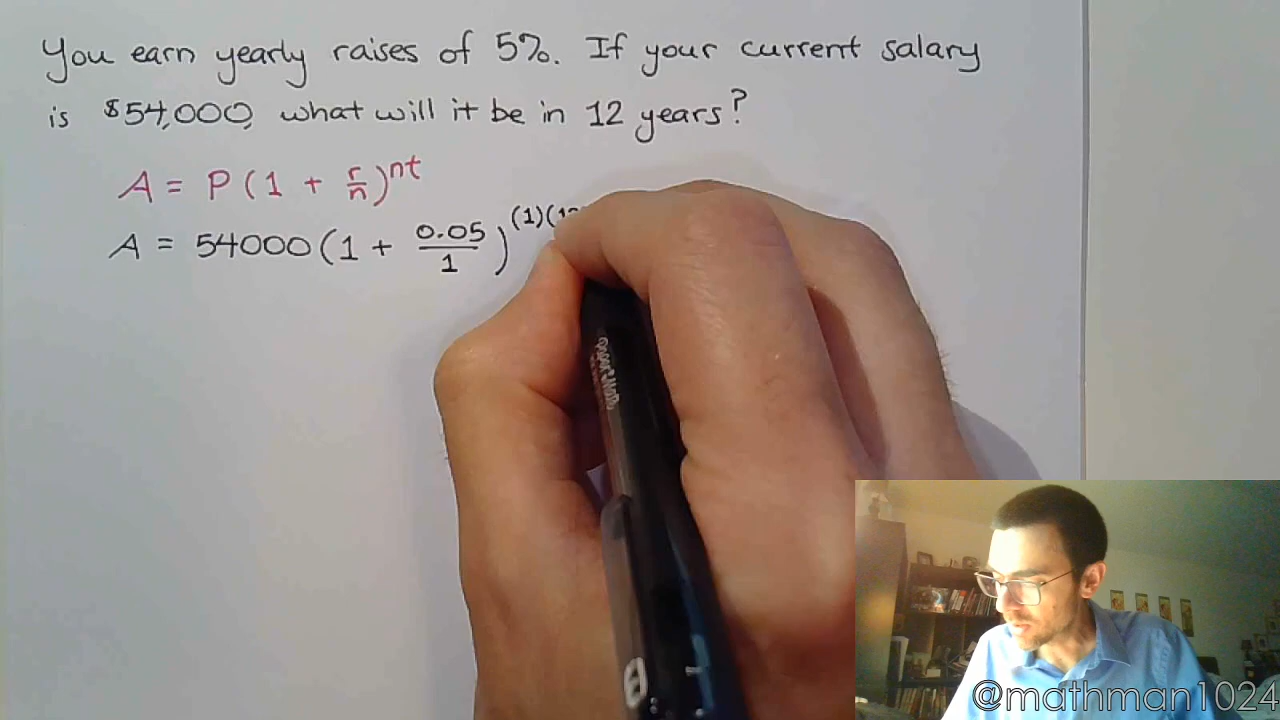 You earn yearly raises of 5%. If your current salary
is $54,000, what will it be in 12 years?
A = P(1 + r/n)^nt
A = 54000(1 + 0.05/1)^(1)(1
@mathman1024